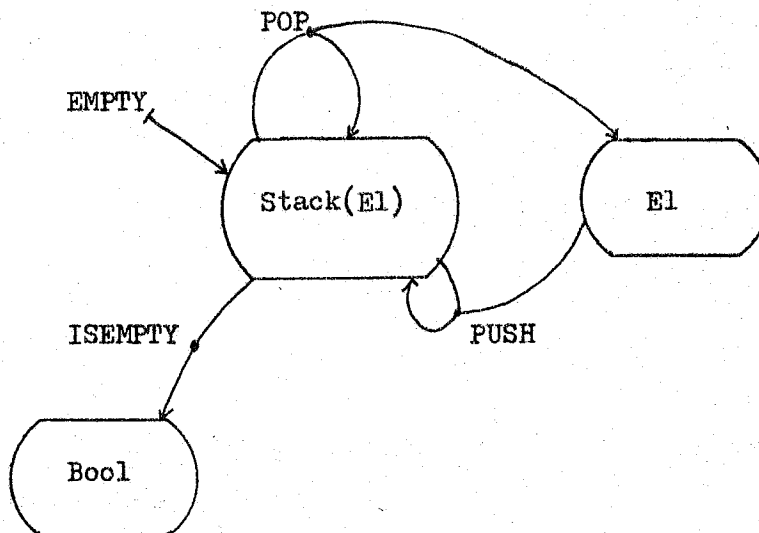 POP
EMPTY
Stack(El)
El
ISEMPTY
PUSH
Bool